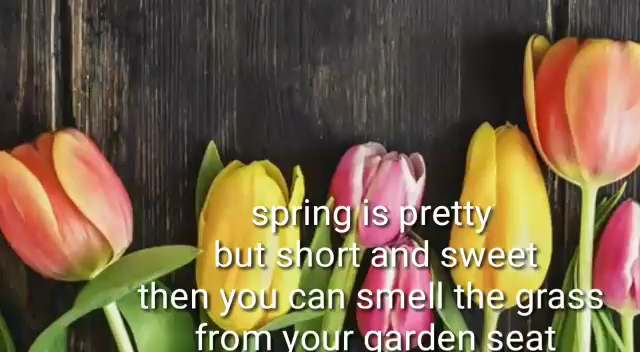 spring is pretty
but short and sweet
then you can smell the grass
from your garden seat